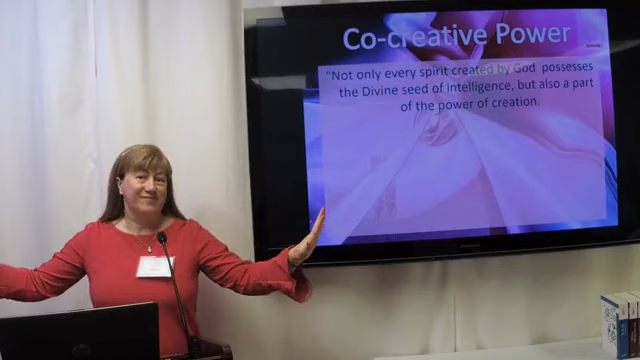 Co-creative Power
"Not only every spirit created by God possesses
the Divine seed of intelligence, but also a part
of the power of creation.